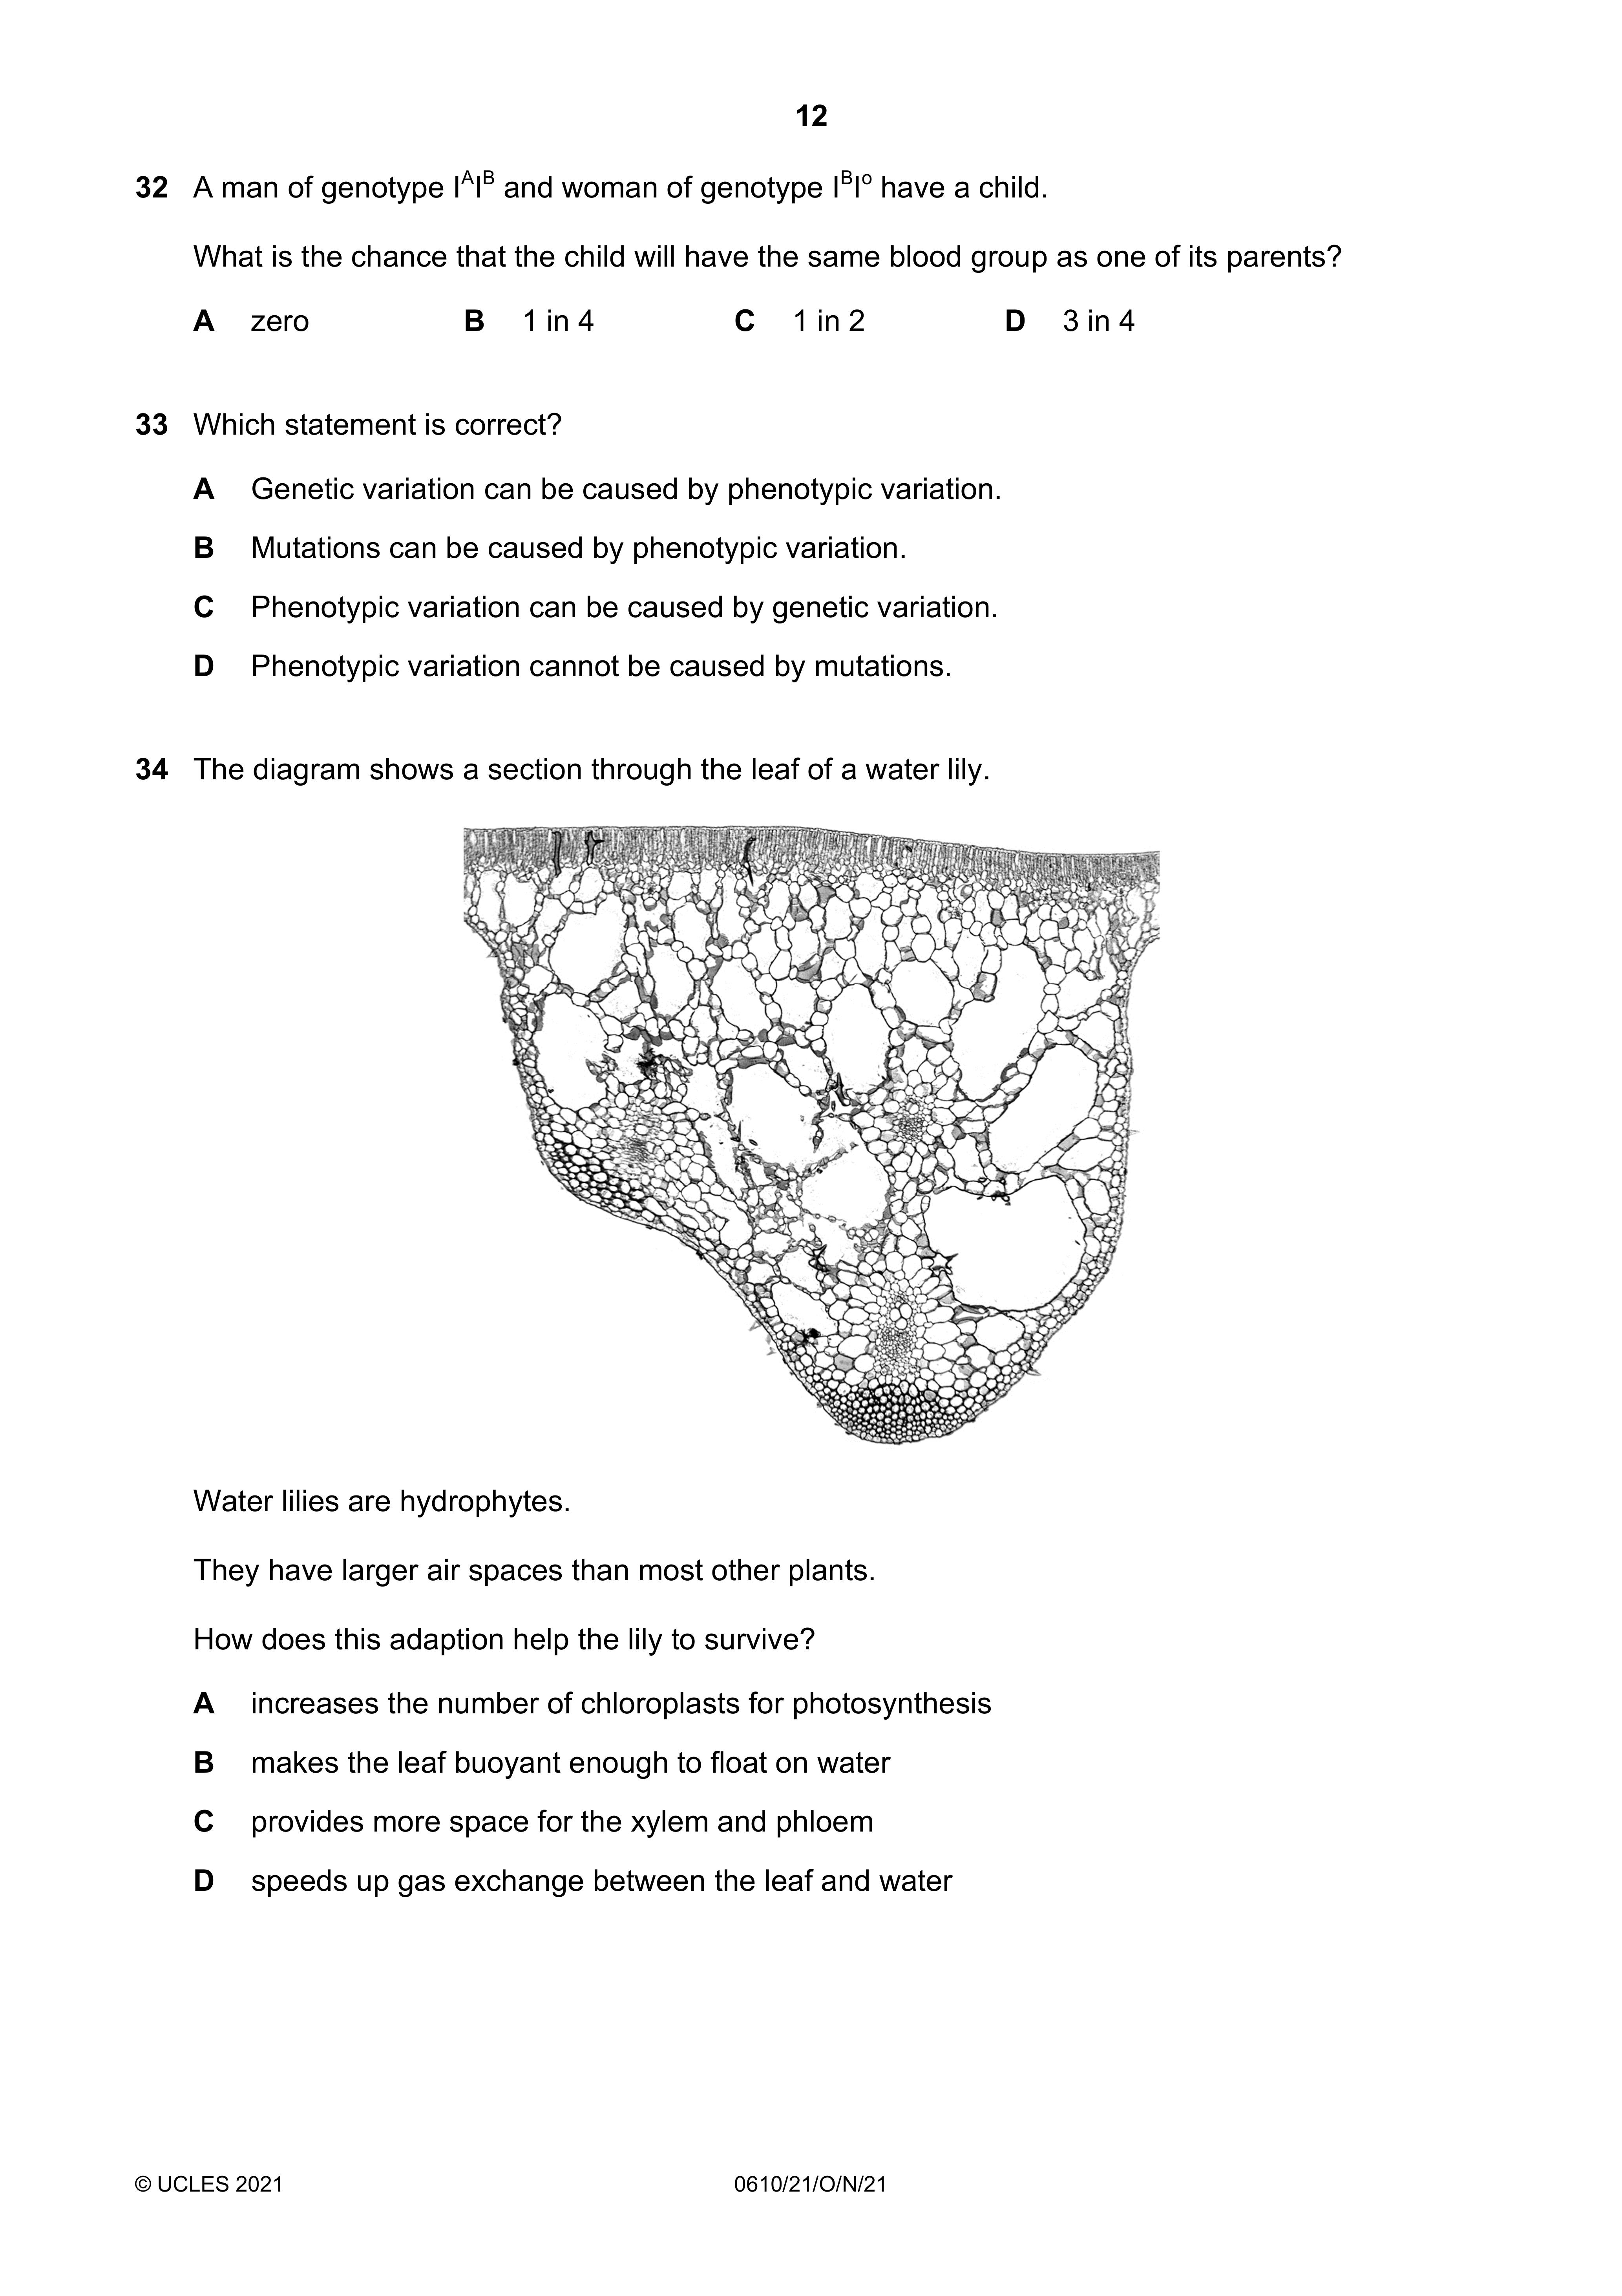 12
32 A man of genotype IᴬIᴮ and woman of genotype IᴮIᵒ have a child.
What is the chance that the child will have the same blood group as one of its parents?
A zero B 1 in 4 C 1 in 2 D 3 in 4
33 Which statement is correct?
A Genetic variation can be caused by phenotypic variation.
B Mutations can be caused by phenotypic variation.
C Phenotypic variation can be caused by genetic variation.
D Phenotypic variation cannot be caused by mutations.
34 The diagram shows a section through the leaf of a water lily.
Water lilies are hydrophytes.
They have larger air spaces than most other plants.
How does this adaption help the lily to survive?
A increases the number of chloroplasts for photosynthesis
B makes the leaf buoyant enough to float on water
C provides more space for the xylem and phloem
D speeds up gas exchange between the leaf and water
© UCLES 2021 0610/21/O/N/21